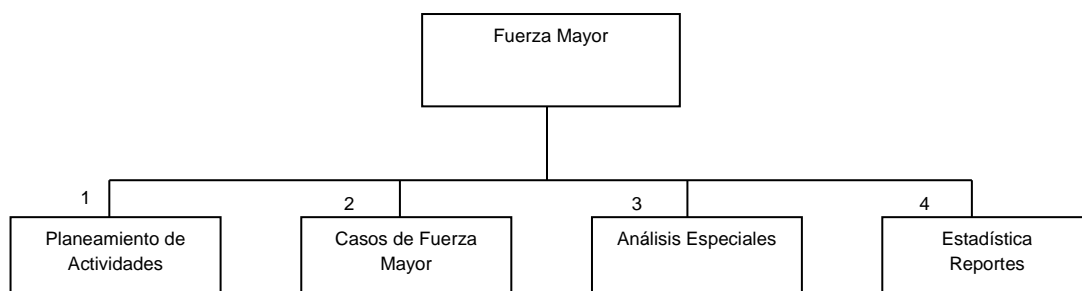 Fuerza Mayor
1
2
3
4
Planeamiento de
Actividades
Casos de Fuerza
Mayor
Análisis Especiales
Estadística
Reportes